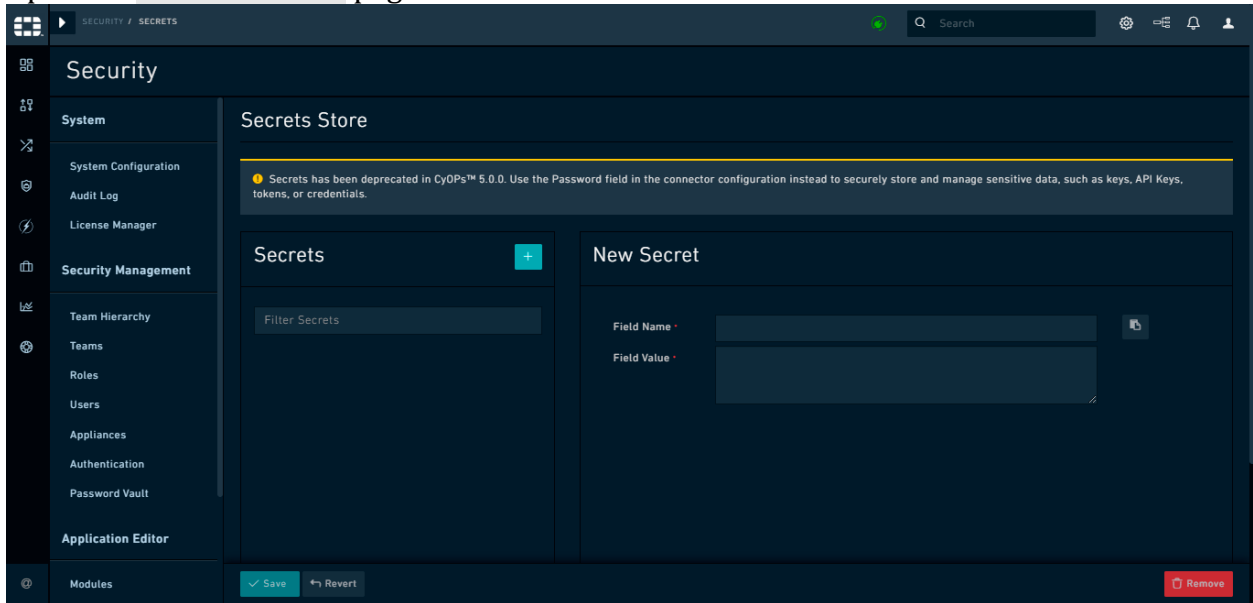 SECURITY / SECRETS
Search
Security
System
System Configuration
Audit Log
License Manager
Security Management
Team Hierarchy
Teams
Roles
Users
Appliances
Authentication
Password Vault
Application Editor
Modules
Secrets Store
Secrets has been deprecated in CyOPs™ 5.0.0. Use the Password field in the connector configuration instead to securely store and manage sensitive data, such as keys, API Keys,
tokens, or credentials.
Secrets
+
Filter Secrets
New Secret
Field Name
Field Value
Save
Revert
Remove
@